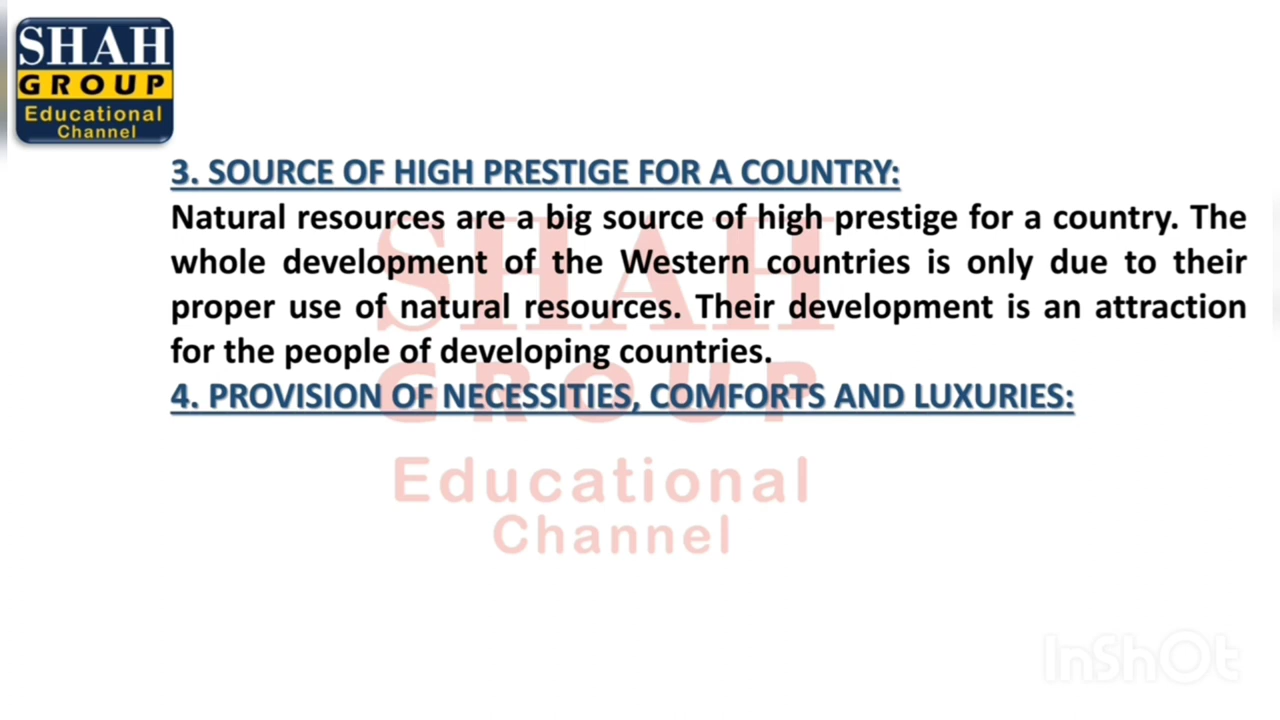 SHAH
GROUP
Educational
Channel
3. SOURCE OF HIGH PRESTIGE FOR A COUNTRY:
Natural resources are a big source of high prestige for a country. The
whole development of the Western countries is only due to their
proper use of natural resources. Their development is an attraction
for the people of developing countries.
4. PROVISION OF NECESSITIES, COMFORTS AND LUXURIES:
SHAH
GROUP
Educational
Channel
InShOt